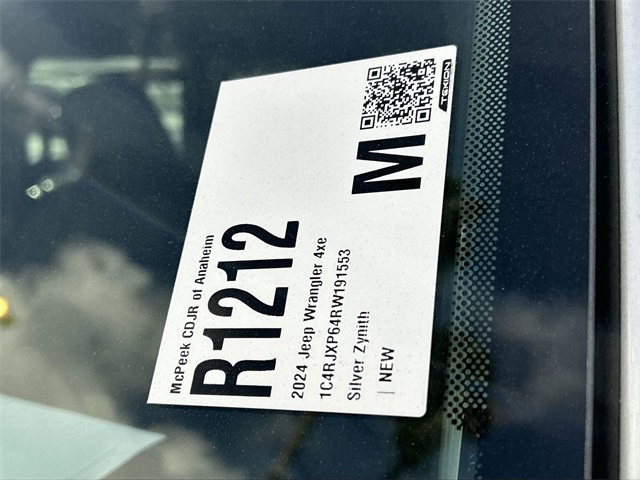 McPeek CDJR of Anaheim
R1212
2024 Jeep Wrangler 4xe
1C4RJXP64RW191553
Silver Zynith
| NEW
M
TEKION